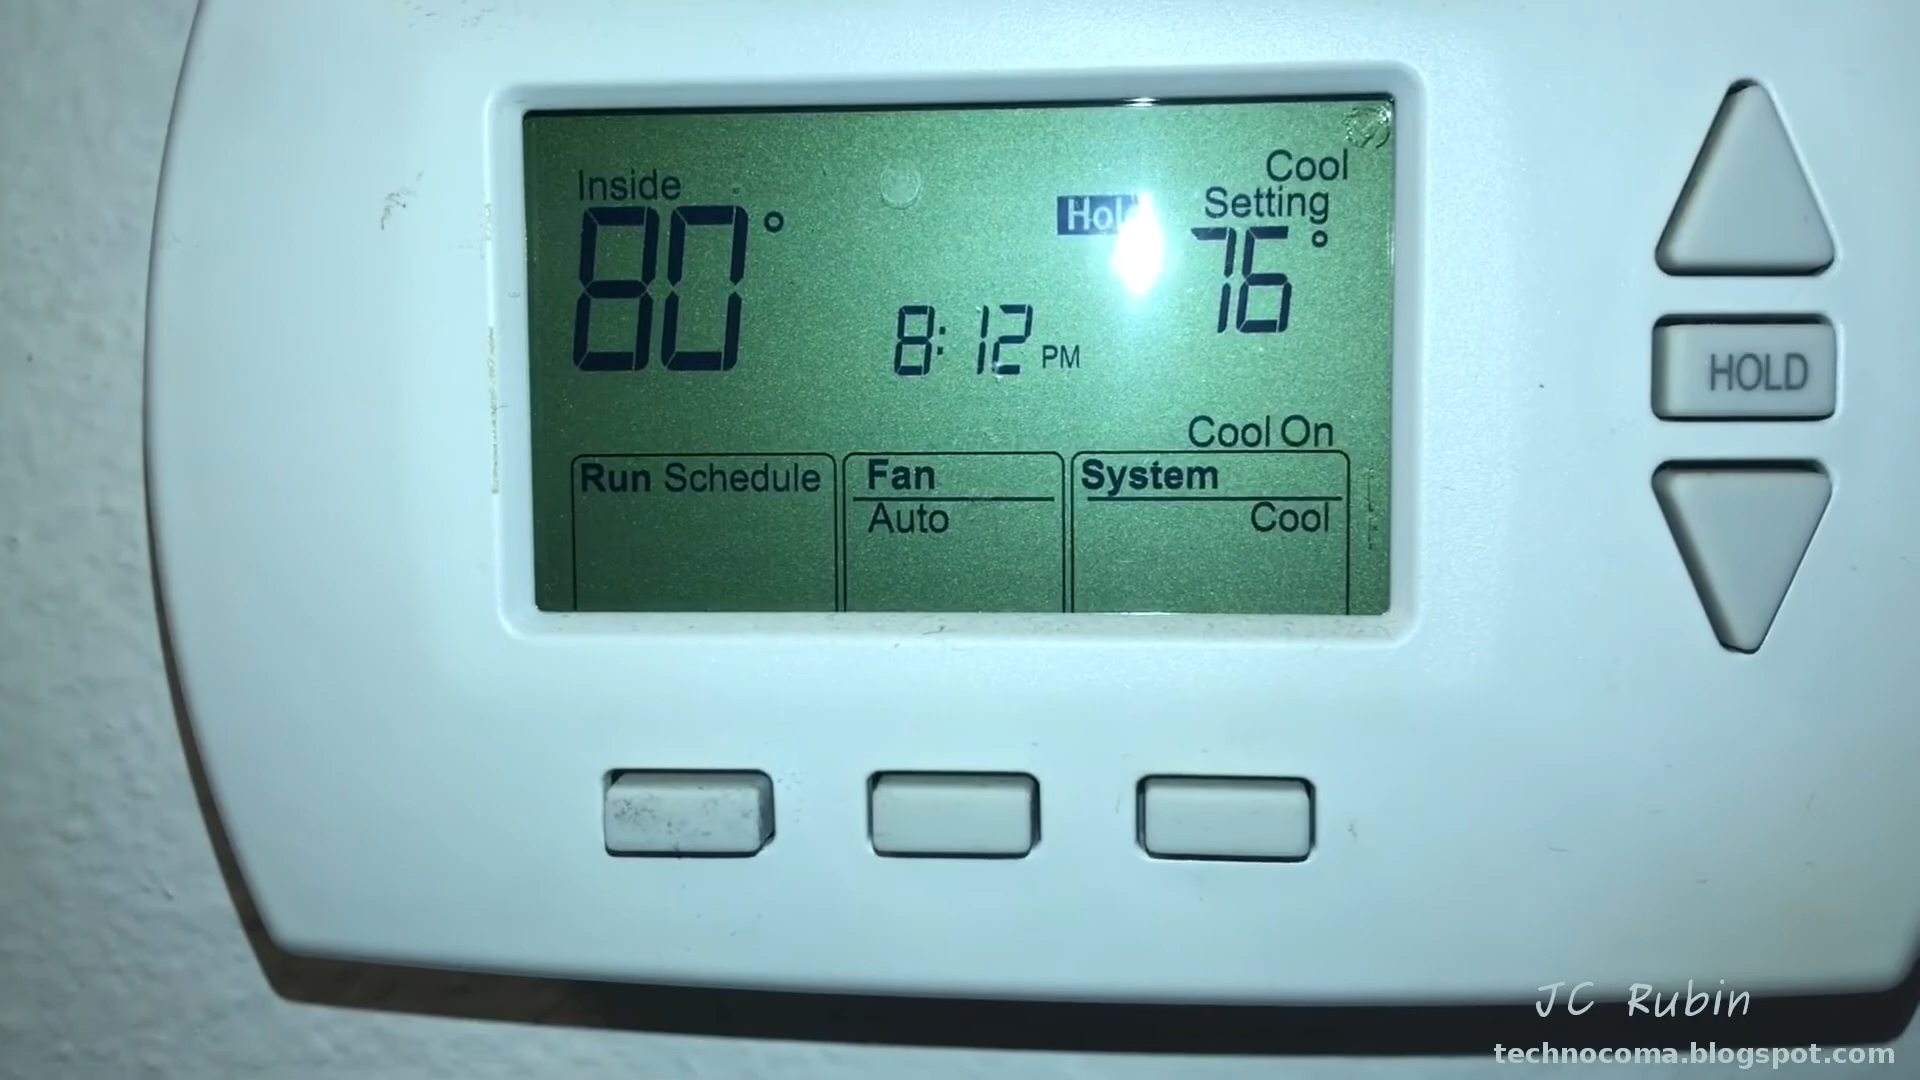 Inside
80°
Hold
Cool
Setting
76°
8:12 PM
Cool On
Run Schedule
Fan
Auto
System
Cool
HOLD
JC Rubin
technocoma.blogspot.com